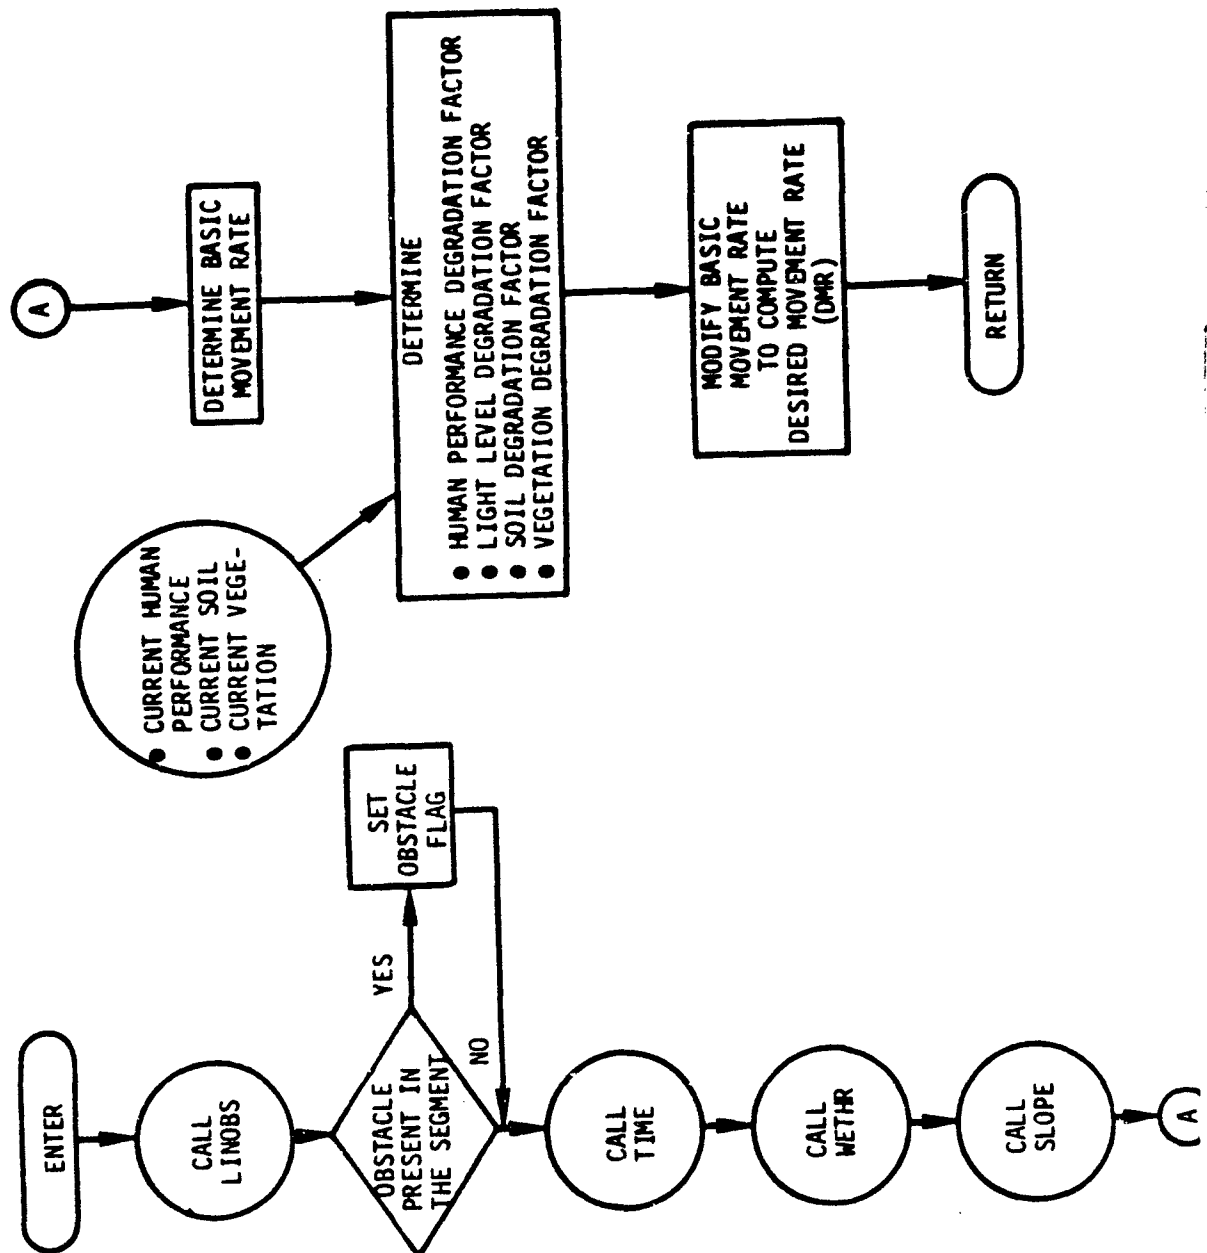 ENTER
CALL
LINOBS
OBSTACLE
PRESENT IN
THE SEGMENT
YES
SET
OBSTACLE
FLAG
NO
CALL
TIME
CALL
WETHR
CALL
SLOPE
A
A
DETERMINE BASIC
MOVEMENT RATE
● CURRENT HUMAN
PERFORMANCE
● CURRENT SOIL
● CURRENT VEGE-
TATION
DETERMINE
● HUMAN PERFORMANCE DEGRADATION FACTOR
● LIGHT LEVEL DEGRADATION FACTOR
● SOIL DEGRADATION FACTOR
● VEGETATION DEGRADATION FACTOR
MODIFY BASIC
MOVEMENT RATE
TO COMPUTE
DESIRED MOVEMENT RATE
(DMR)
RETURN